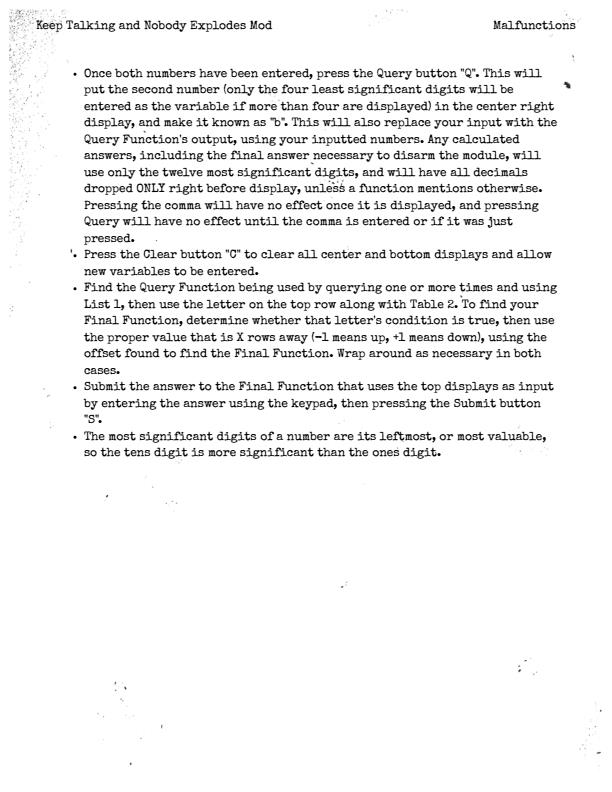 Keep Talking and Nobody Explodes Mod
Malfunctions
• Once both numbers have been entered, press the Query button "Q". This will
put the second number (only the four least significant digits will be
entered as the variable if more than four are displayed) in the center right
display, and make it known as "b". This will also replace your input with the
Query Function's output, using your inputted numbers. Any calculated
answers, including the final answer necessary to disarm the module, will
use only the twelve most significant digits, and will have all decimals
dropped ONLY right before display, unless a function mentions otherwise.
Pressing the comma will have no effect once it is displayed, and pressing
Query will have no effect until the comma is entered or if it was just
pressed.
• Press the Clear button "C" to clear all center and bottom displays and allow
new variables to be entered.
• Find the Query Function being used by querying one or more times and using
List 1, then use the letter on the top row along with Table 2. To find your
Final Function, determine whether that letter's condition is true, then use
the proper value that is X rows away (-1 means up, +1 means down), using the
offset found to find the Final Function. Wrap around as necessary in both
cases.
• Submit the answer to the Final Function that uses the top displays as input
by entering the answer using the keypad, then pressing the Submit button
"S".
• The most significant digits of a number are its leftmost, or most valuable,
so the tens digit is more significant than the ones digit.